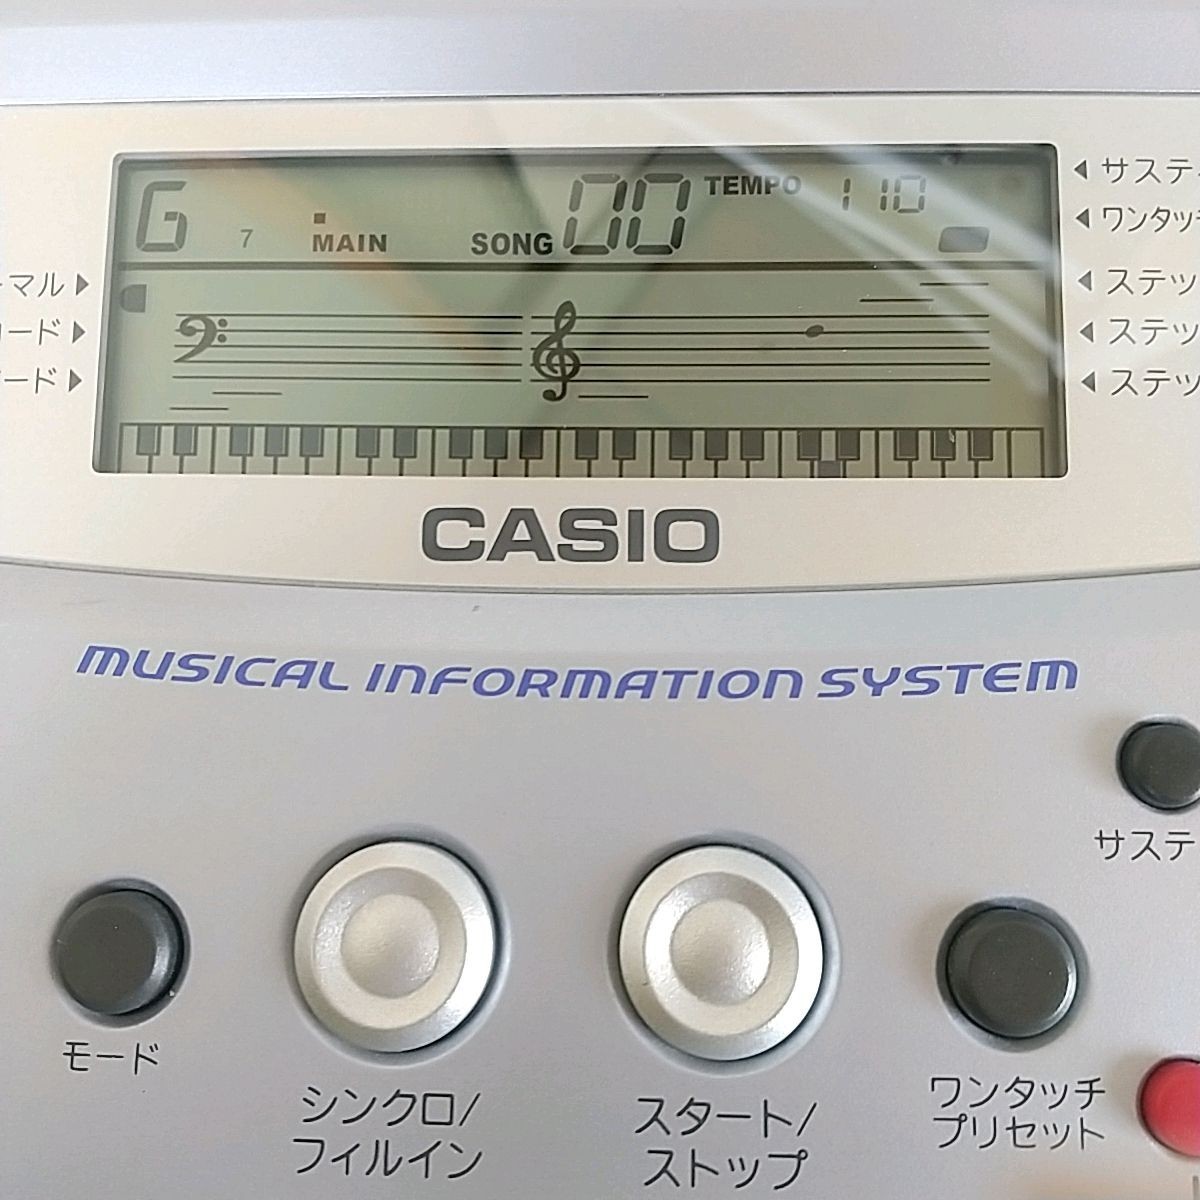 G 7 MAIN SONG 00 TEMPO 110
サステ
ワンタッチ
マル
ード
ード
ステッ
ステッ
ステッ
CASIO
MUSICAL INFORMATION SYSTEM
サステ
モード
シンクロ/
フィルイン
スタート/
ストップ
ワンタッチ
プリセット